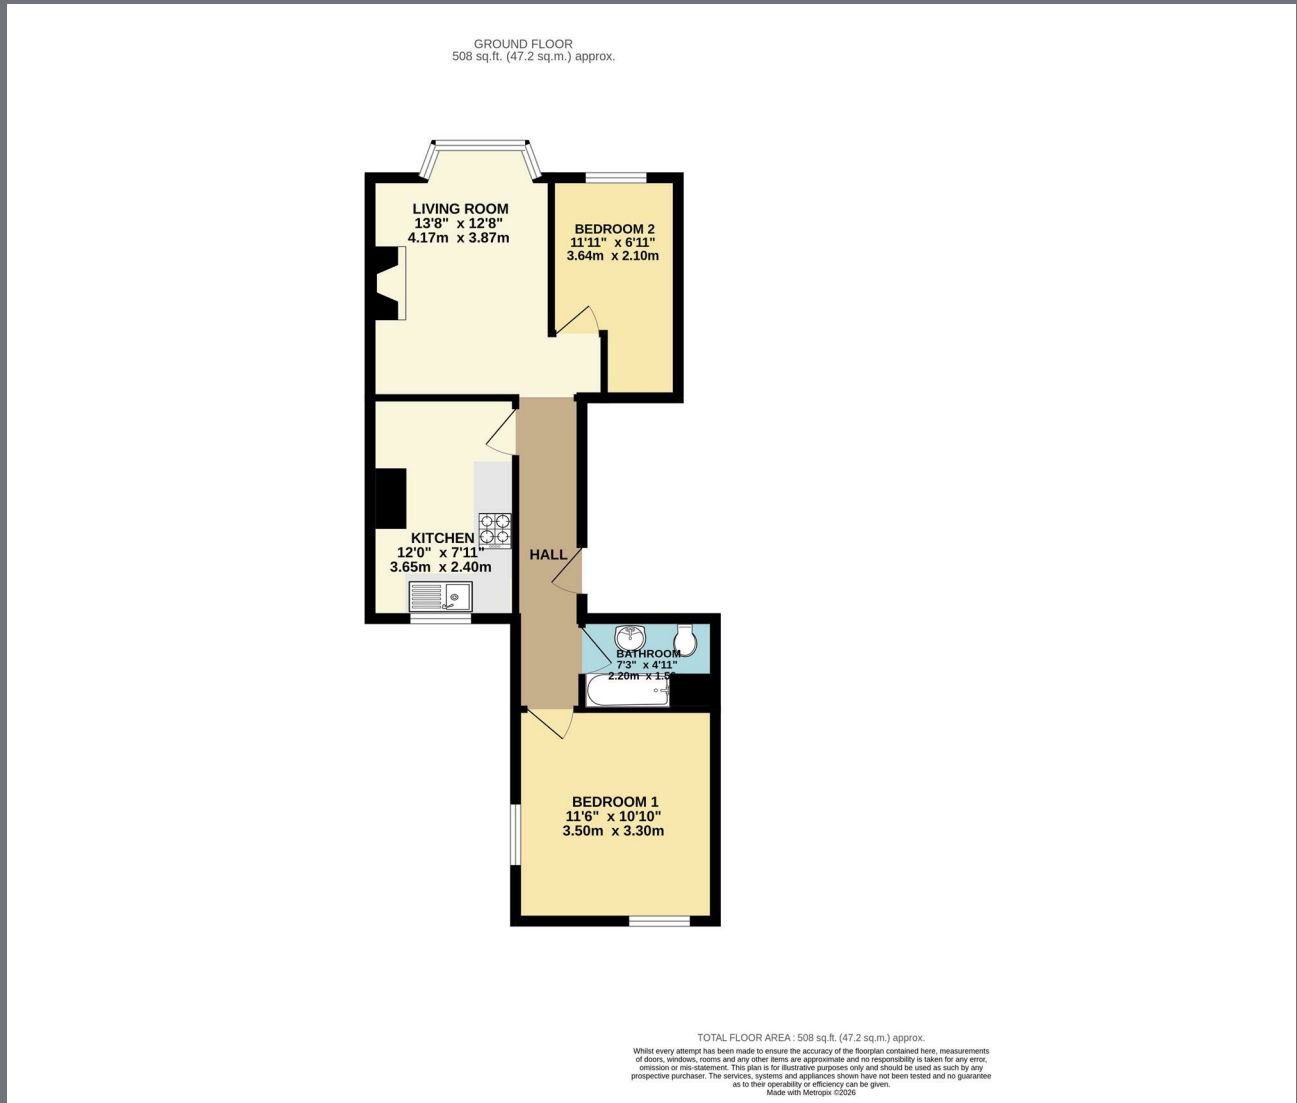 GROUND FLOOR
508 sq.ft. (47.2 sq.m.) approx.
LIVING ROOM
13'8" x 12'8"
4.17m x 3.87m
BEDROOM 2
11'11" x 6'11"
3.64m x 2.10m
KITCHEN
12'0" x 7'11"
3.65m x 2.40m
HALL
BATHROOM
7'3" x 4'11"
2.20m x
BEDROOM 1
11'6" x 10'10"
3.50m x 3.30m
TOTAL FLOOR AREA : 508 sq.ft. (47.2 sq.m.) approx.
Whilst every attempt has been made to ensure the accuracy of the floorplan contained here, measurements
of doors, windows, rooms and any other items are approximate and no responsibility is taken for any error,
omission or mis-statement. This plan is for illustrative purposes only and should be used as such by any
prospective purchaser. The services, systems and appliances shown have not been tested and no guarantee
as to their operability or efficiency can be given.
Made with Metropix ©2026